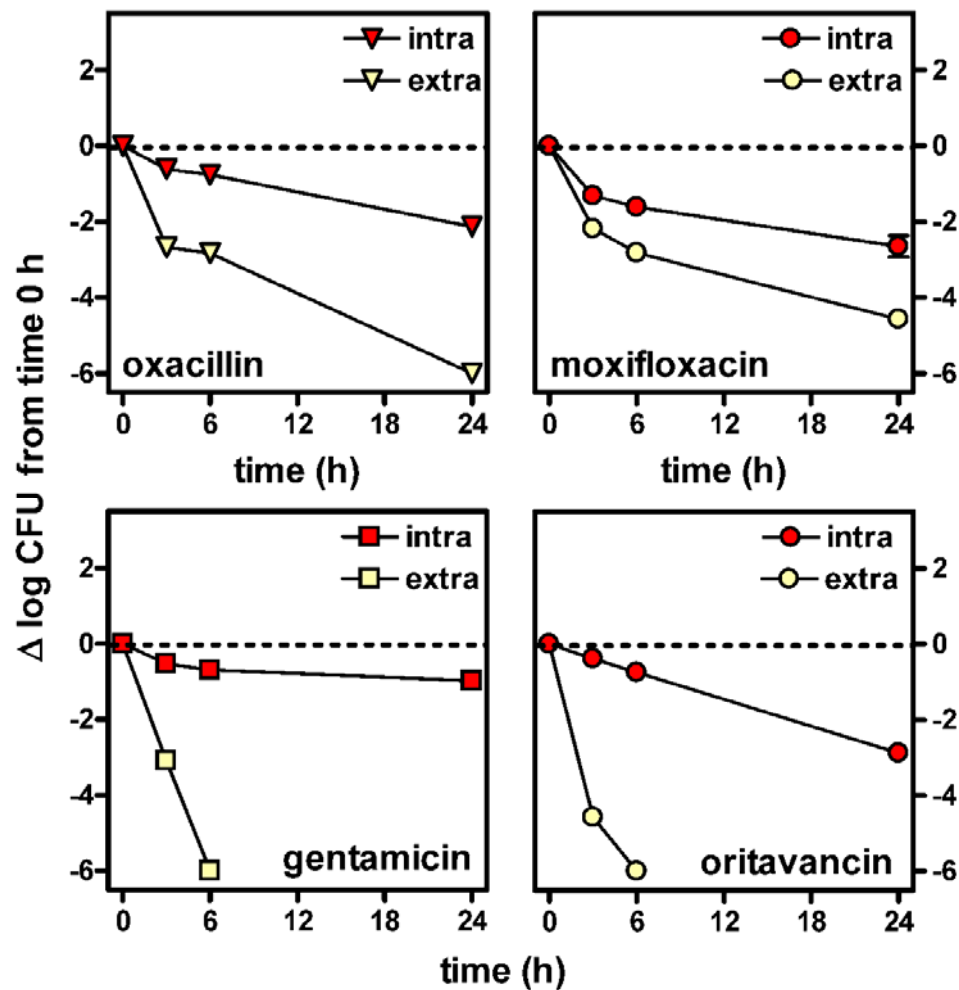 Δ log CFU from time 0 h
intra
extra
2
0
-2
-4
-6
oxacillin
0 6 12 18 24
time (h)
intra
extra
2
0
-2
-4
-6
moxifloxacin
0 6 12 18 24
time (h)
intra
extra
2
0
-2
-4
-6
gentamicin
0 6 12 18 24
intra
extra
2
0
-2
-4
-6
oritavancin
0 6 12 18 24
time (h)